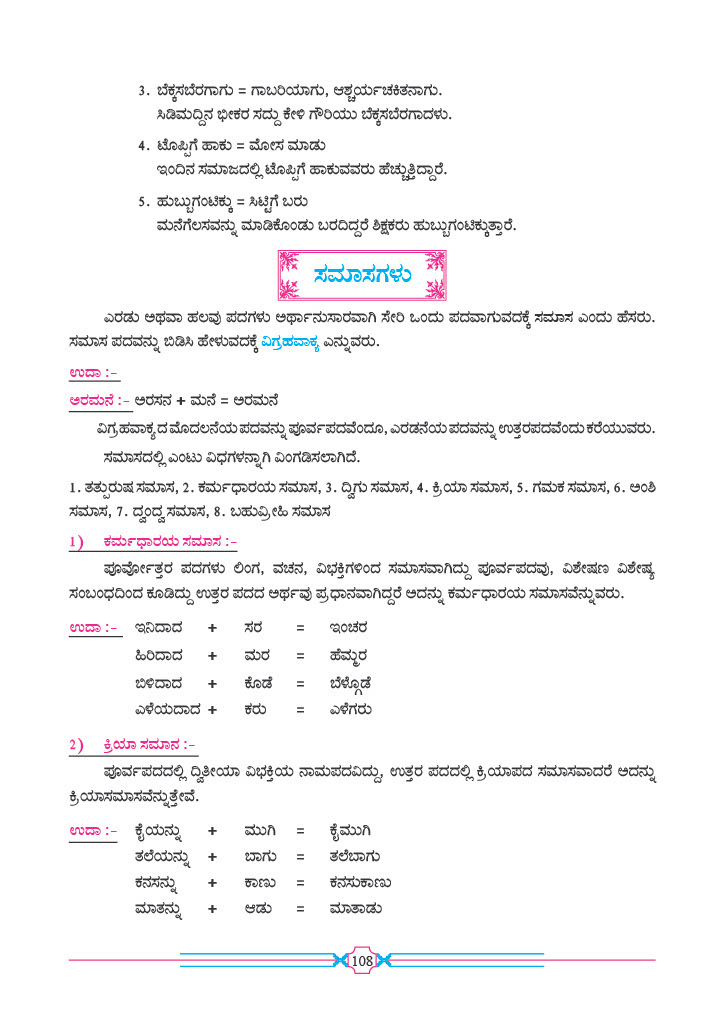 3. ಬೆಕ್ಕಸಬೆರಗಾಗು = ಗಾಬರಿಯಾಗು, ಆಶ್ಚರ್ಯಚಕಿತನಾಗು.
ಸಿಡಿಮದ್ದಿನ ಭೀಕರ ಸದ್ದು ಕೇಳಿ ಗೌರಿಯು ಬೆಕ್ಕಸಬೆರಗಾದಳು.
4. ಟೊಪ್ಪಿಗೆ ಹಾಕು = ಮೋಸ ಮಾಡು
ಇಂದಿನ ಸಮಾಜದಲ್ಲಿ ಟೊಪ್ಪಿಗೆ ಹಾಕುವವರು ಹೆಚ್ಚುತ್ತಿದ್ದಾರೆ.
5. ಹುಬ್ಬುಗಂಟಿಕ್ಕು = ಸಿಟ್ಟಿಗೆ ಬರು
ಮನೆಗೆಲಸವನ್ನು ಮಾಡಿಕೊಂಡು ಬರದಿದ್ದರೆ ಶಿಕ್ಷಕರು ಹುಬ್ಬುಗಂಟಿಕ್ಕುತ್ತಾರೆ.
ಸಮಾಸಗಳು
ಎರಡು ಅಥವಾ ಹಲವು ಪದಗಳು ಅರ್ಥಾನುಸಾರವಾಗಿ ಸೇರಿ ಒಂದು ಪದವಾಗುವದಕ್ಕೆ ಸಮಾಸ ಎಂದು ಹೆಸರು.
ಸಮಾಸ ಪದವನ್ನು ಬಿಡಿಸಿ ಹೇಳುವದಕ್ಕೆ ವಿಗ್ರಹವಾಕ್ಯ ಎನ್ನುವರು.
ಉದಾ :-
ಅರಮನೆ :- ಅರಸನ + ಮನೆ = ಅರಮನೆ
ವಿಗ್ರಹವಾಕ್ಯದ ಮೊದಲನೆಯ ಪದವನ್ನು ಪೂರ್ವಪದವೆಂದೂ, ಎರಡನೆಯ ಪದವನ್ನು ಉತ್ತರಪದವೆಂದು ಕರೆಯುವರು.
ಸಮಾಸದಲ್ಲಿ ಎಂಟು ವಿಧಗಳನ್ನಾಗಿ ವಿಂಗಡಿಸಲಾಗಿದೆ.
1. ತತ್ಪುರುಷ ಸಮಾಸ, 2. ಕರ್ಮಧಾರಯ ಸಮಾಸ, 3. ದ್ವಿಗು ಸಮಾಸ, 4. ಕ್ರಿಯಾ ಸಮಾಸ, 5. ಗಮಕ ಸಮಾಸ, 6. ಅಂಶಿ
ಸಮಾಸ, 7. ದ್ವಂದ್ವ ಸಮಾಸ, 8. ಬಹುವ್ರೀಹಿ ಸಮಾಸ
1) ಕರ್ಮಧಾರಯ ಸಮಾಸ :-
ಪೂರ್ವೋತ್ತರ ಪದಗಳು ಲಿಂಗ, ವಚನ, ವಿಭಕ್ತಿಗಳಿಂದ ಸಮಾಸವಾಗಿದ್ದು ಪೂರ್ವಪದವು, ವಿಶೇಷಣ ವಿಶೇಷ್ಯ
ಸಂಬಂಧದಿಂದ ಕೂಡಿದ್ದು ಉತ್ತರ ಪದದ ಅರ್ಥವು ಪ್ರಧಾನವಾಗಿದ್ದರೆ ಅದನ್ನು ಕರ್ಮಧಾರಯ ಸಮಾಸವೆನ್ನುವರು.
ಉದಾ :- ಇನಿದಾದ + ಸರ = ಇಂಚರ
ಹಿರಿದಾದ + ಮರ = ಹೆಮ್ಮರ
ಬಿಳಿದಾದ + ಕೊಡೆ = ಬೆಳ್ಗೊಡೆ
ಎಳೆಯದಾದ + ಕರು = ಎಳೆಗರು
2) ಕ್ರಿಯಾ ಸಮಾನ :-
ಪೂರ್ವಪದದಲ್ಲಿ ದ್ವಿತೀಯಾ ವಿಭಕ್ತಿಯ ನಾಮಪದವಿದ್ದು, ಉತ್ತರ ಪದದಲ್ಲಿ ಕ್ರಿಯಾಪದ ಸಮಾಸವಾದರೆ ಅದನ್ನು
ಕ್ರಿಯಾಸಮಾಸವೆನ್ನುತ್ತೇವೆ.
ಉದಾ :- ಕೈಯನ್ನು + ಮುಗಿ = ಕೈಮುಗಿ
ತಲೆಯನ್ನು + ಬಾಗು = ತಲೆಬಾಗು
ಕನಸನ್ನು + ಕಾಣು = ಕನಸುಕಾಣು
ಮಾತನ್ನು + ಆಡು = ಮಾತಾಡು
108